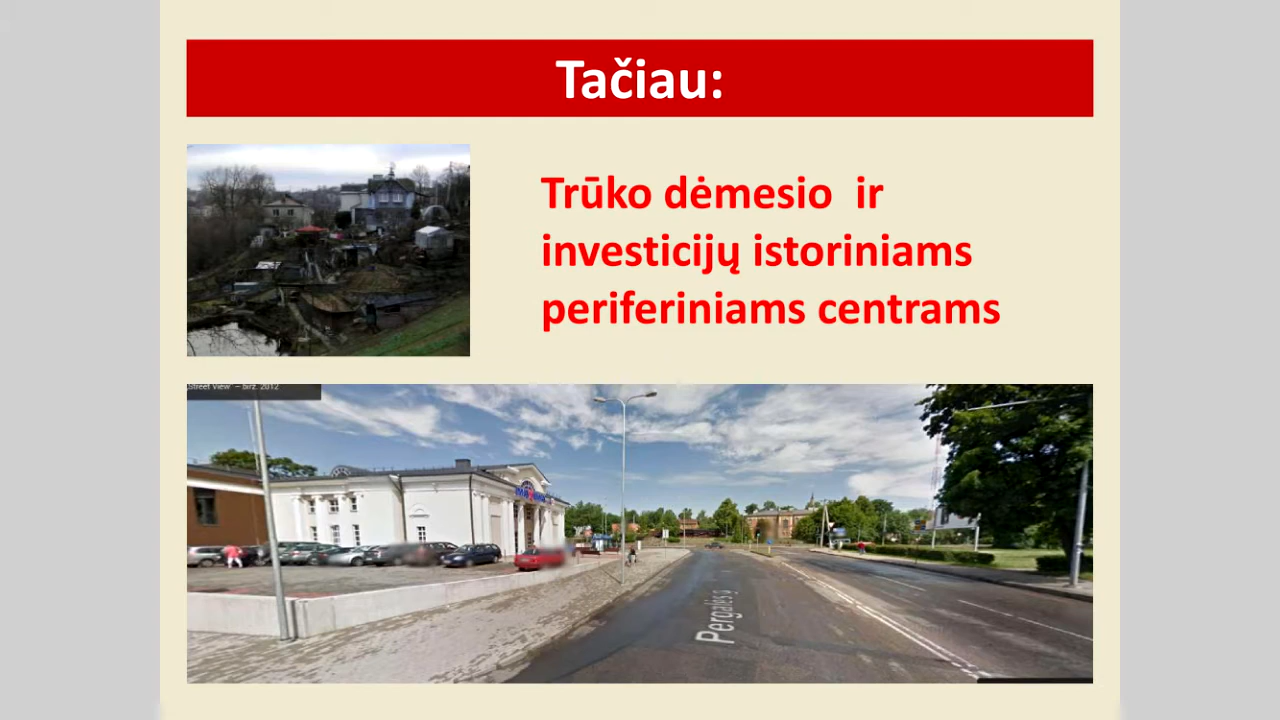 Tačiau:
Trūko dėmesio ir
investicijų istoriniams
periferiniams centrams
„Street View“ – birž. 2012
Pergalės g